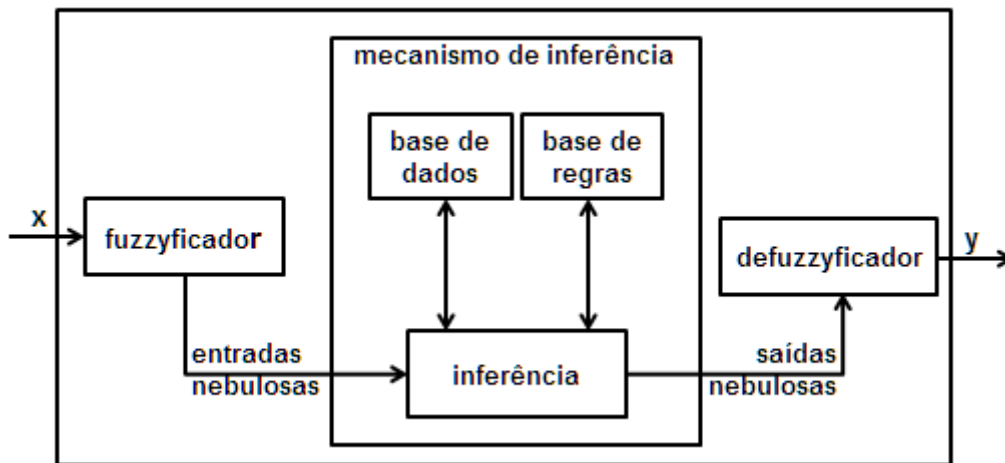 mecanismo de inferência
base de
dados
base de
regras
x
fuzzyficador
defuzzyficador
y
entradas
nebulosas
inferência
saídas
nebulosas